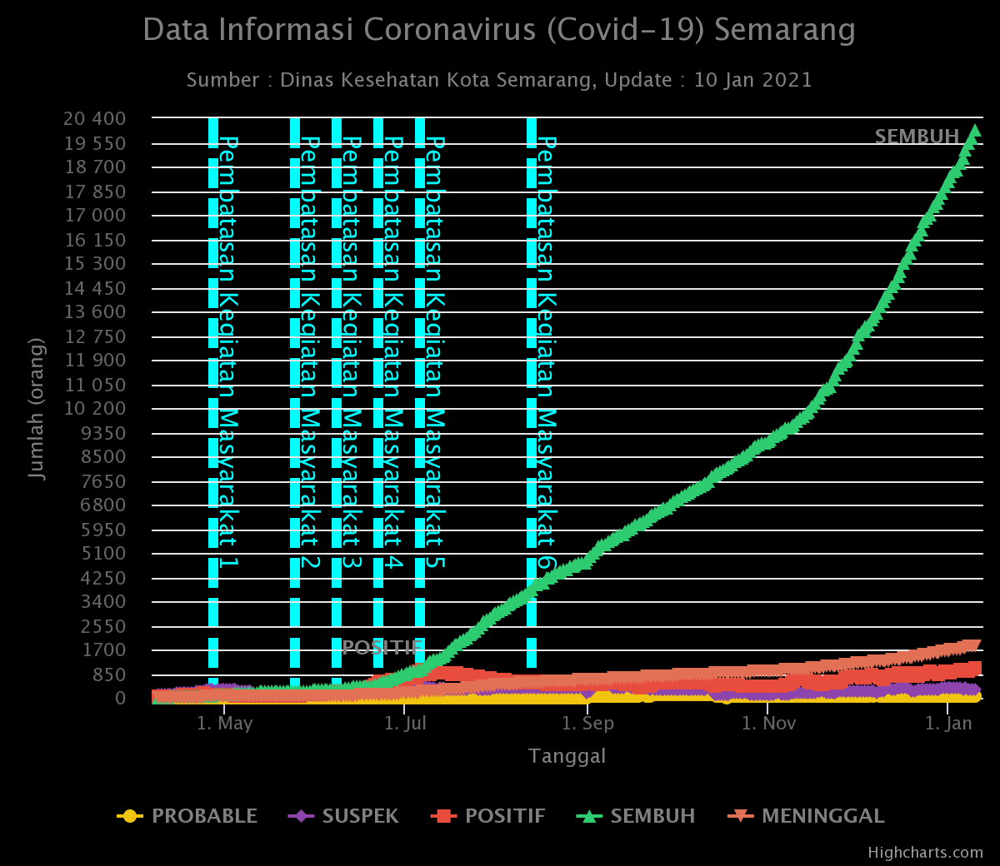 Data Informasi Coronavirus (Covid-19) Semarang
Sumber : Dinas Kesehatan Kota Semarang, Update : 10 Jan 2021
Jumlah (orang)
20 400
19 550
18 700
17 850
17 000
16 150
15 300
14 450
13 600
12 750
11 900
11 050
10 200
9350
8500
7650
6800
5950
5100
4250
3400
2550
1700
850
0
Pembatasan Kegiatan Masyarakat 1
Pembatasan Kegiatan Masyarakat 2
Pembatasan Kegiatan Masyarakat 3
Pembatasan Kegiatan Masyarakat 4
Pembatasan Kegiatan Masyarakat 5
Pembatasan Kegiatan Masyarakat 6
SEMBUH
POSITIF
1. May 1. Jul 1. Sep 1. Nov 1. Jan
Tanggal
PROBABLE SUSPEK POSITIF SEMBUH MENINGGAL
Highcharts.com